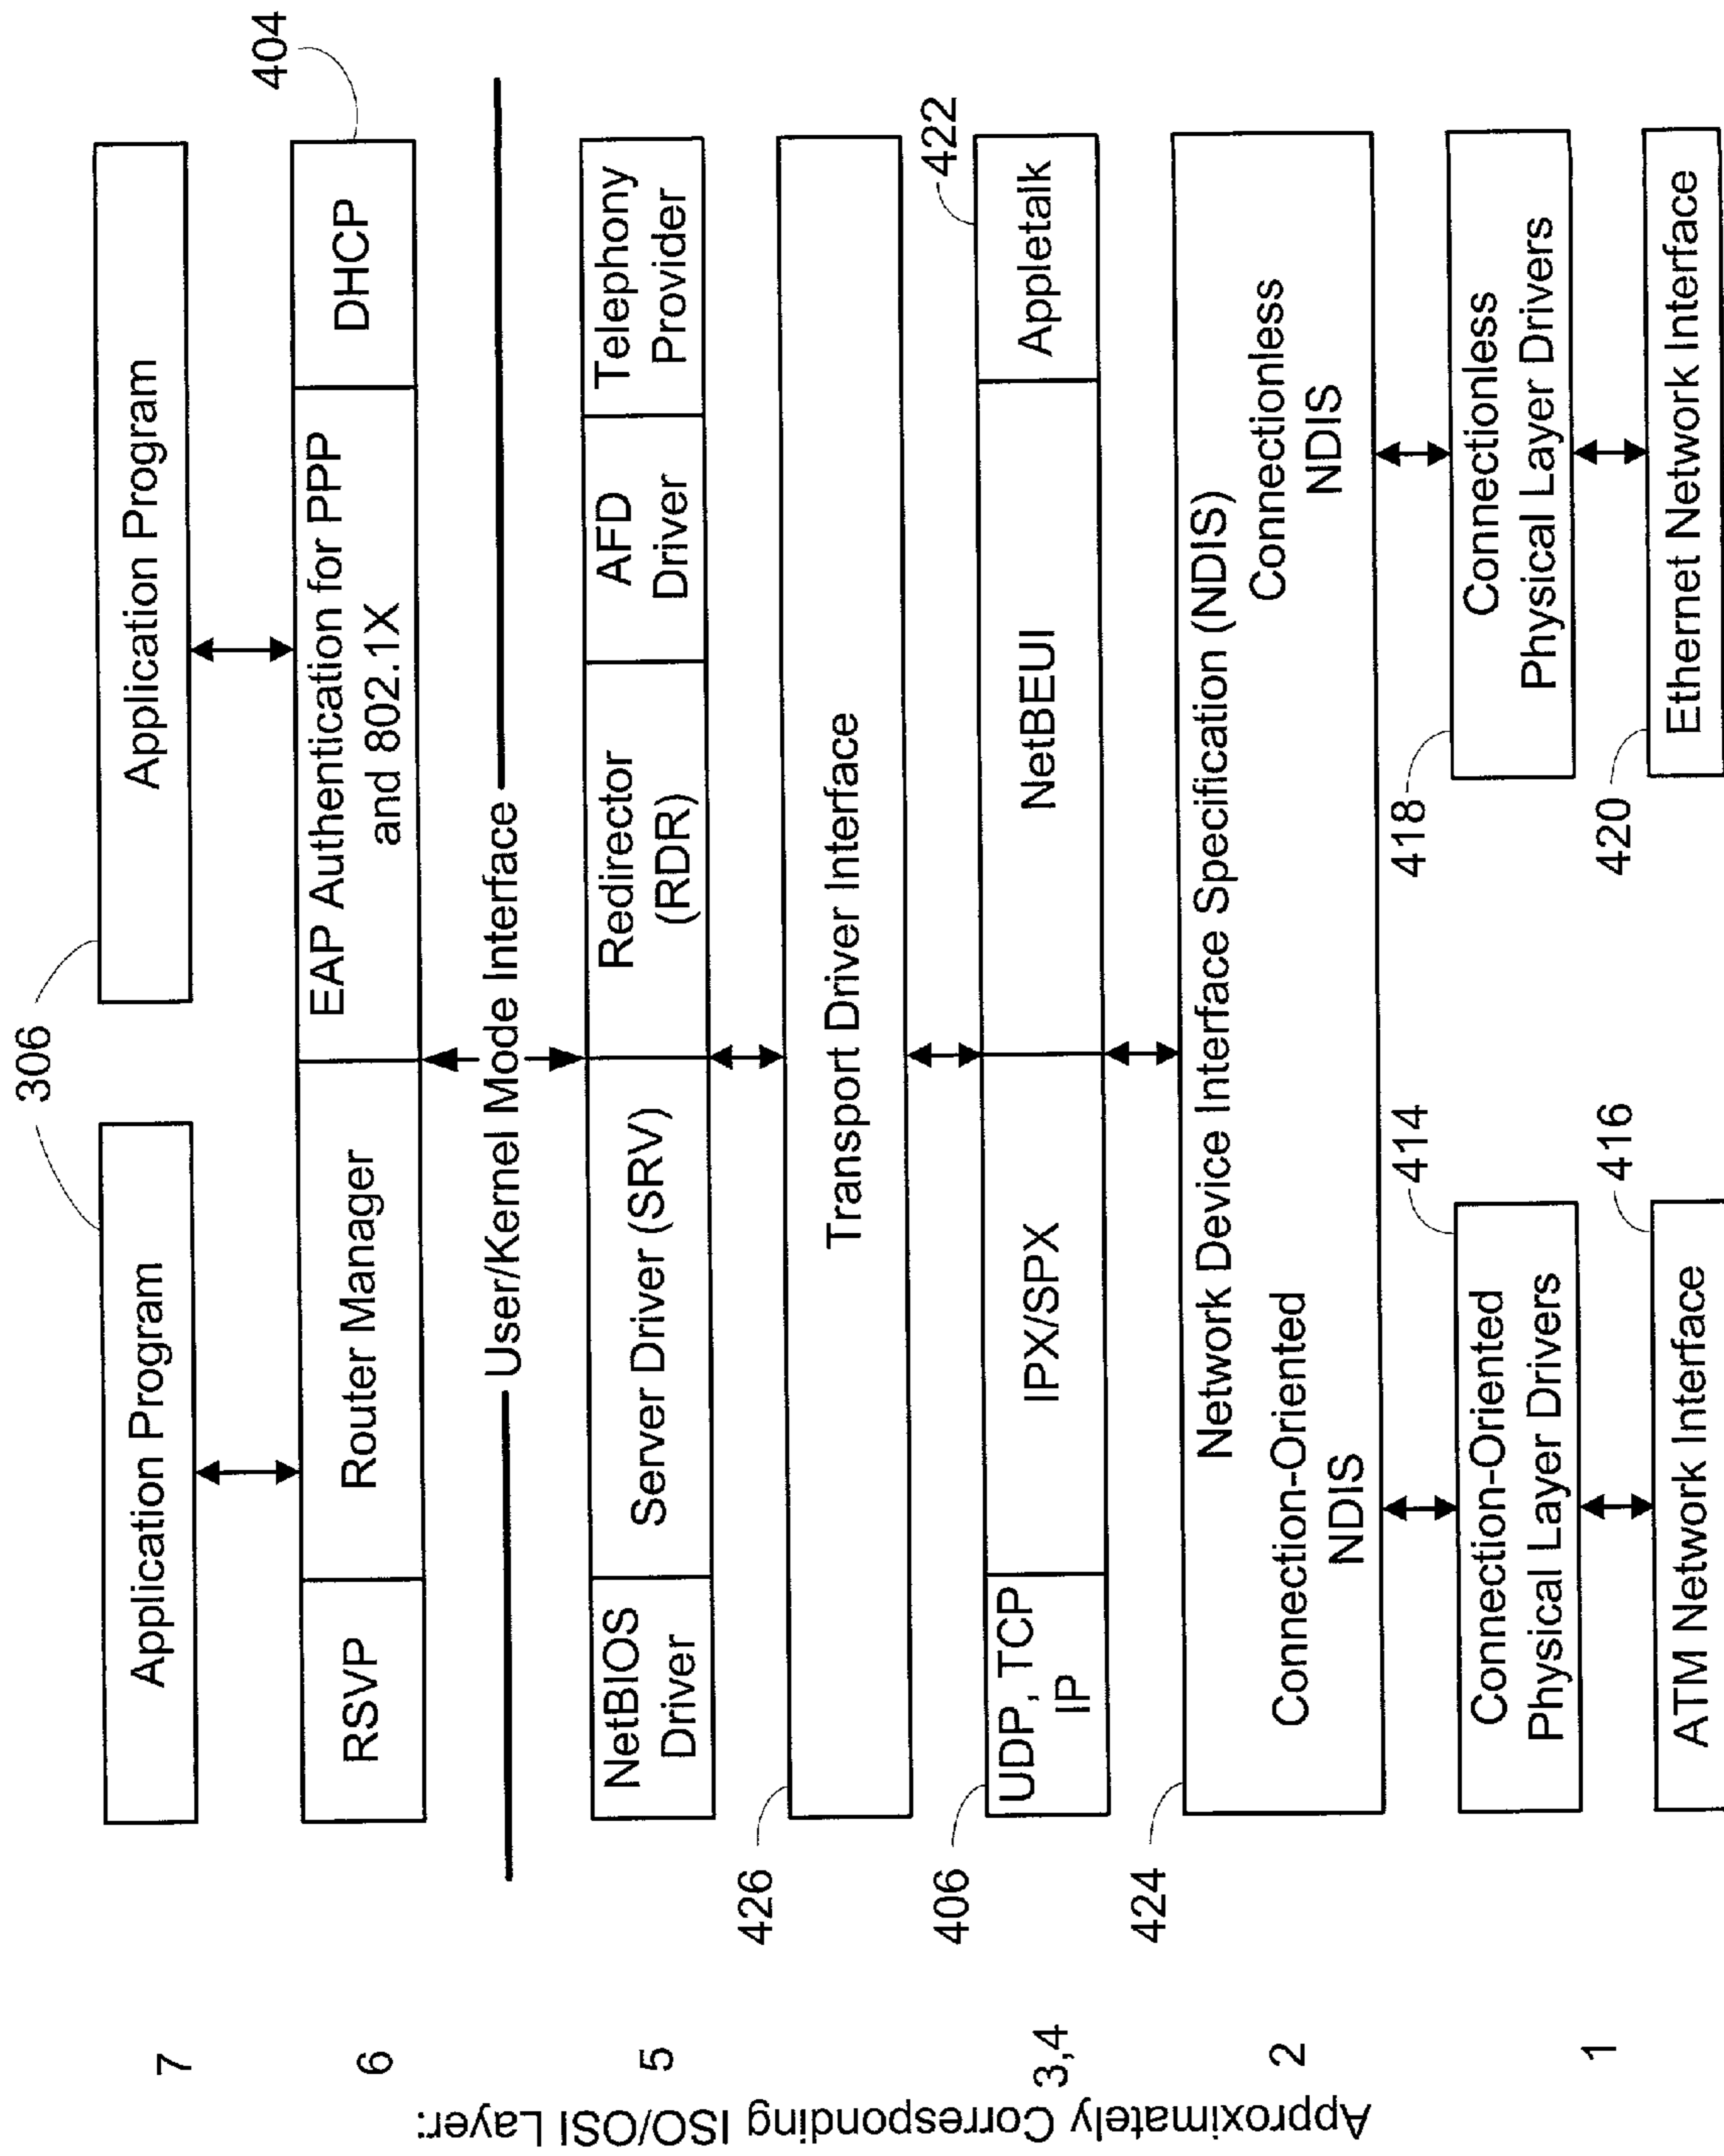 Approximately Corresponding ISO/OSI Layer:
306
7
Application Program
Application Program
404
6
RSVP
Router Manager
EAP Authentication for PPP
and 802.1X
DHCP
User/Kernel Mode Interface
5
NetBIOS
Driver
Server Driver (SRV)
Redirector
(RDR)
AFD
Driver
Telephony
Provider
426
Transport Driver Interface
3,4
406
UDP, TCP
IP
IPX/SPX
NetBEUI
Appletalk
422
2
424
Network Device Interface Specification (NDIS)
Connection-Oriented
NDIS
Connectionless
NDIS
1
414
Connection-Oriented
Physical Layer Drivers
418
Connectionless
Physical Layer Drivers
416
ATM Network Interface
420
Ethernet Network Interface